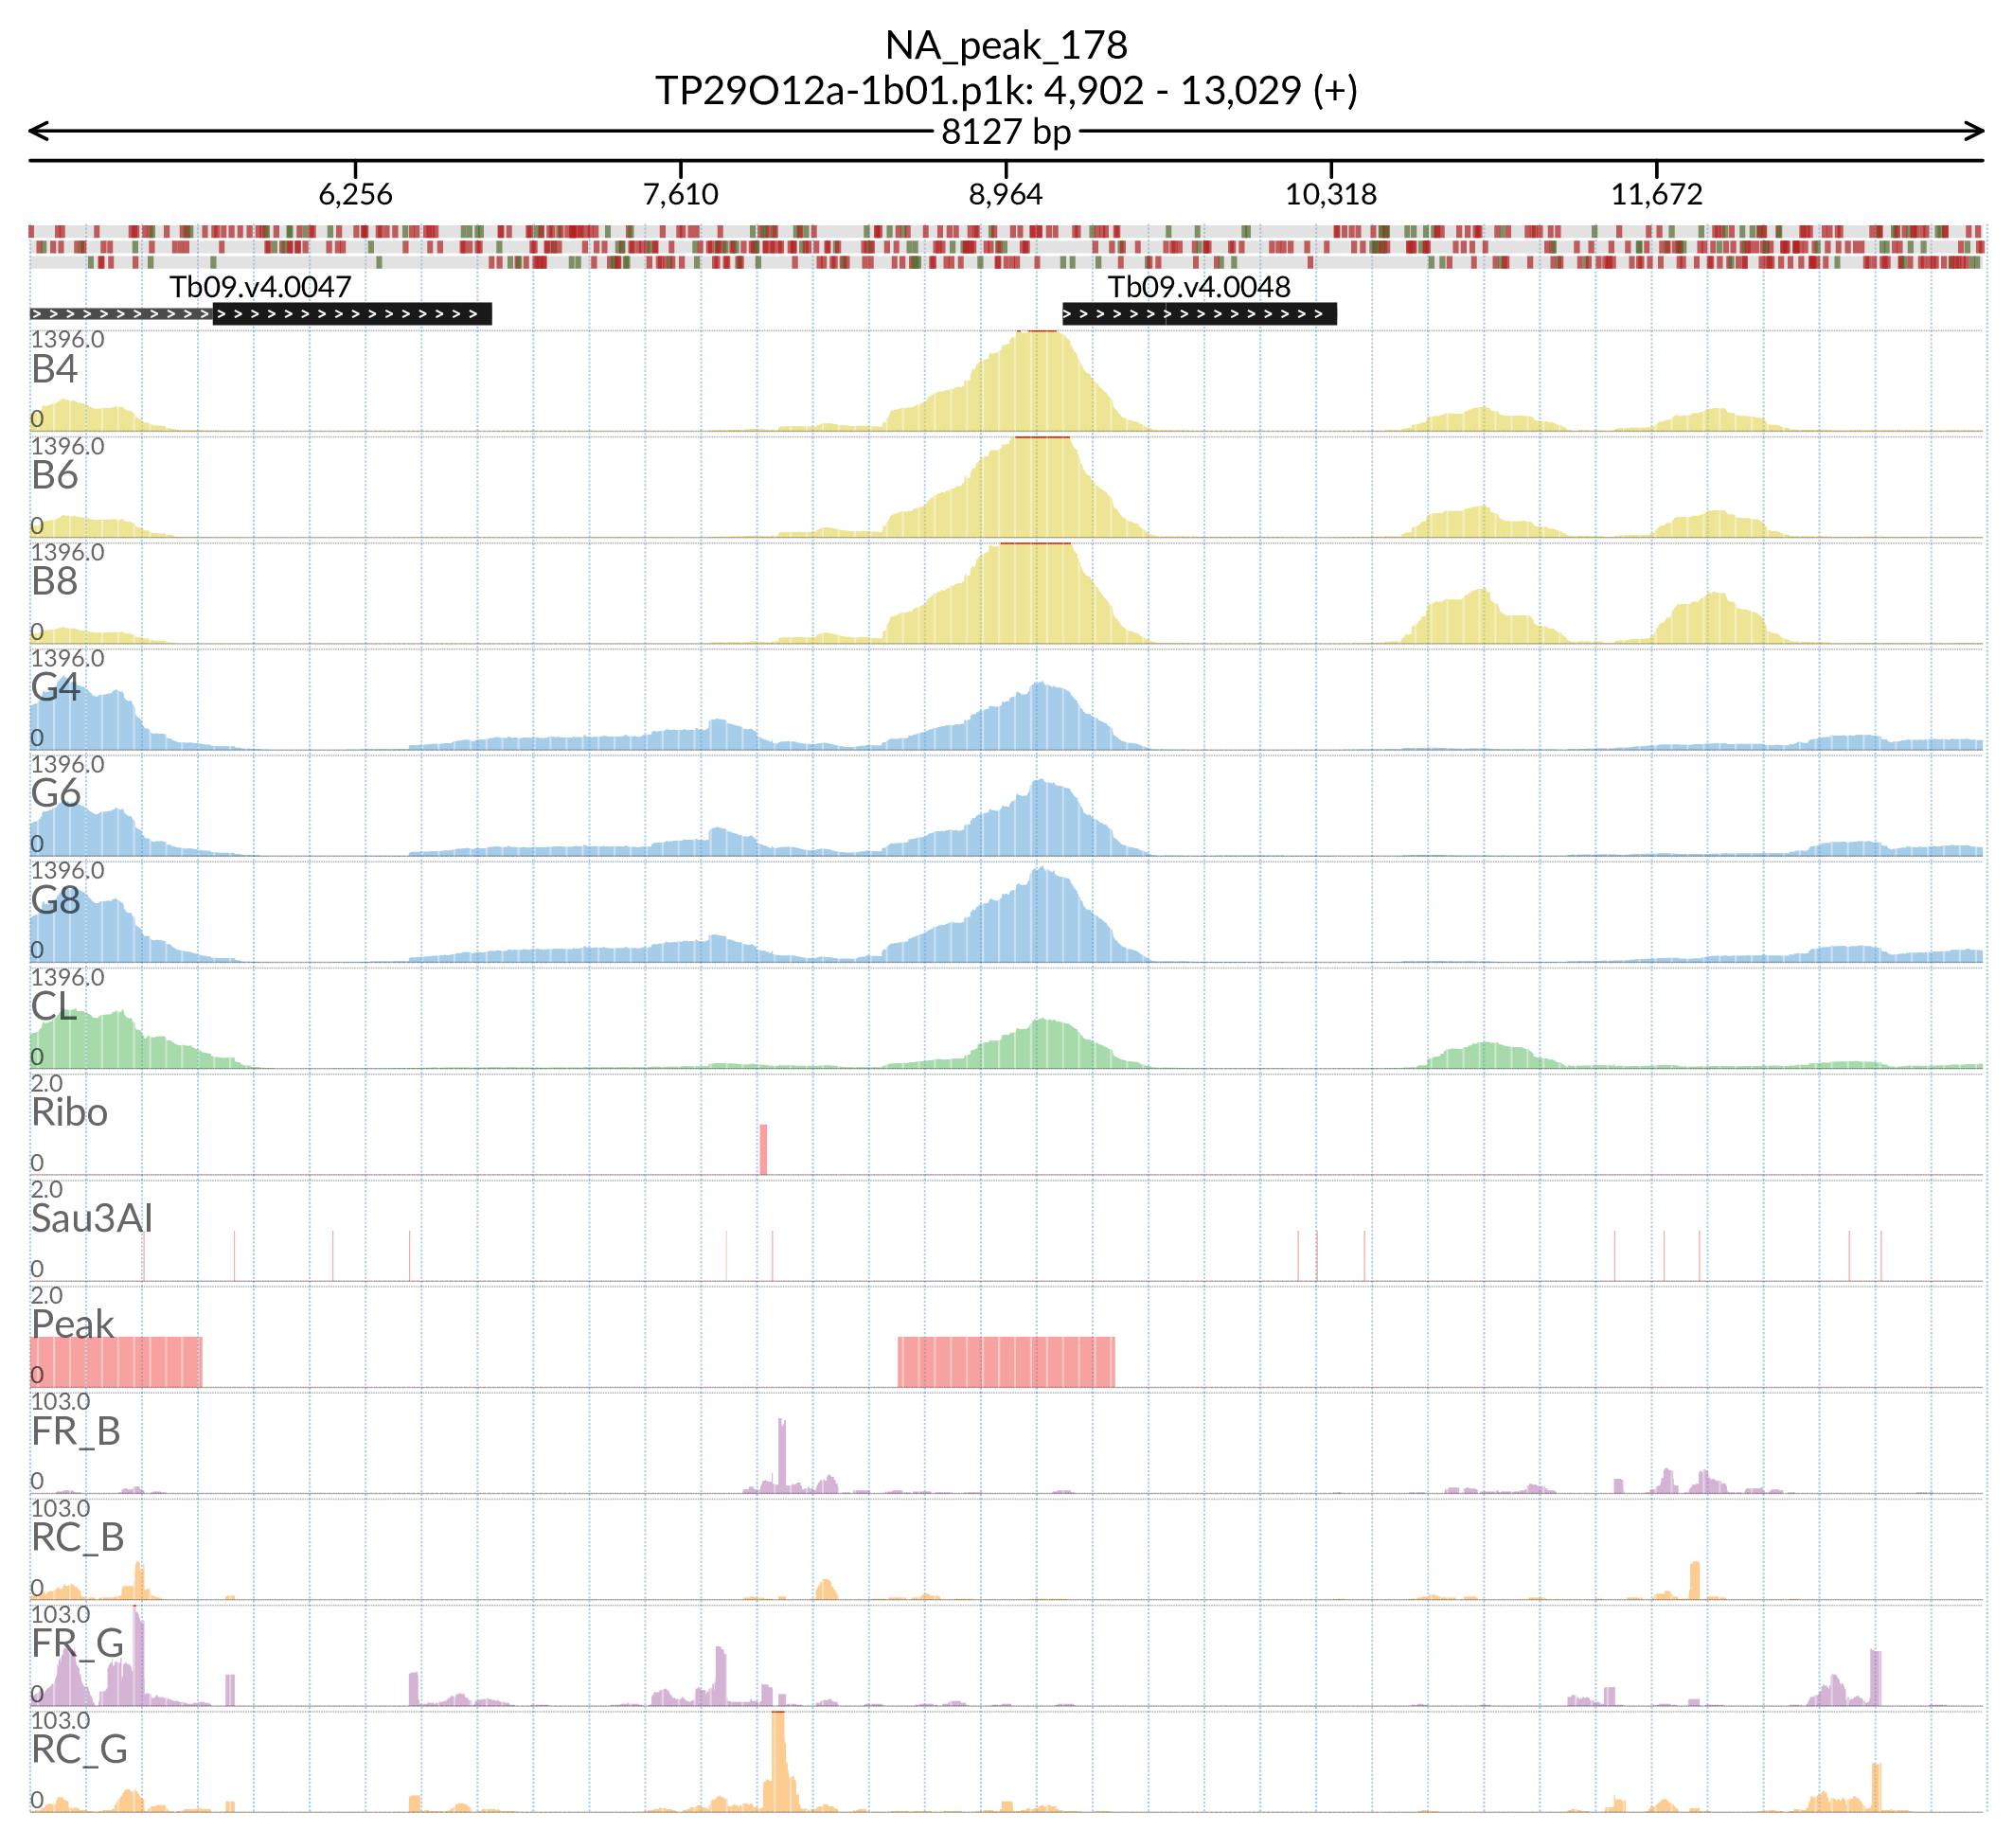 NA_peak_178
TP29O12a-1b01.p1k: 4,902 - 13,029 (+)
8127 bp
6,256 7,610 8,964 10,318 11,672
Tb09.v4.0047 Tb09.v4.0048
1396.0
B4
0
1396.0
B6
0
1396.0
B8
0
1396.0
G4
0
1396.0
G6
0
1396.0
G8
0
1396.0
CL
0
2.0
Ribo
0
2.0
Sau3AI
0
2.0
Peak
0
103.0
FR_B
0
103.0
RC_B
0
103.0
FR_G
0
103.0
RC_G
0